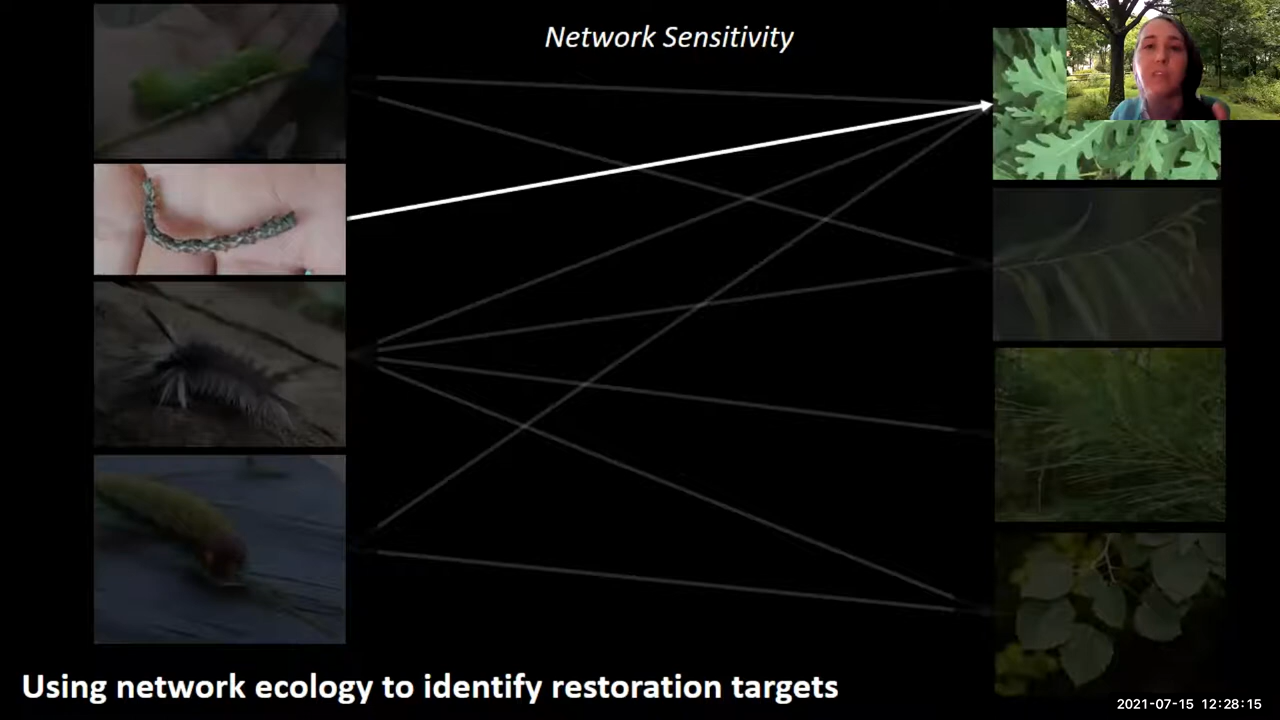 Network Sensitivity
Using network ecology to identify restoration targets
2021-07-15 12:28:15